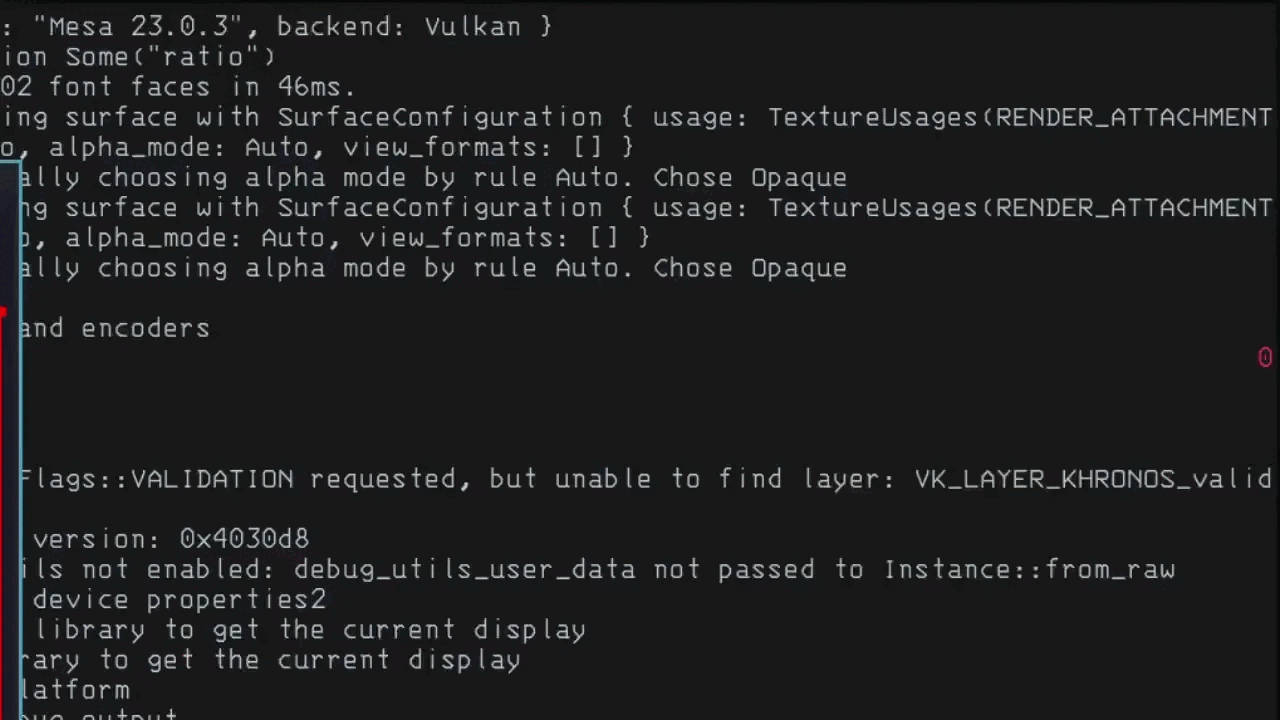 : "Mesa 23.0.3", backend: Vulkan }
ion Some("ratio")
02 font faces in 46ms.
ing surface with SurfaceConfiguration { usage: TextureUsages(RENDER_ATTACHMENT
o, alpha_mode: Auto, view_formats: [] }
ally choosing alpha mode by rule Auto. Chose Opaque
ng surface with SurfaceConfiguration { usage: TextureUsages(RENDER_ATTACHMENT
o, alpha_mode: Auto, view_formats: [] }
ally choosing alpha mode by rule Auto. Chose Opaque
and encoders
0
Flags::VALIDATION requested, but unable to find layer: VK_LAYER_KHRONOS_valid
version: 0x4030d8
ils not enabled: debug_utils_user_data not passed to Instance::from_raw
device properties2
library to get the current display
rary to get the current display
latform
output